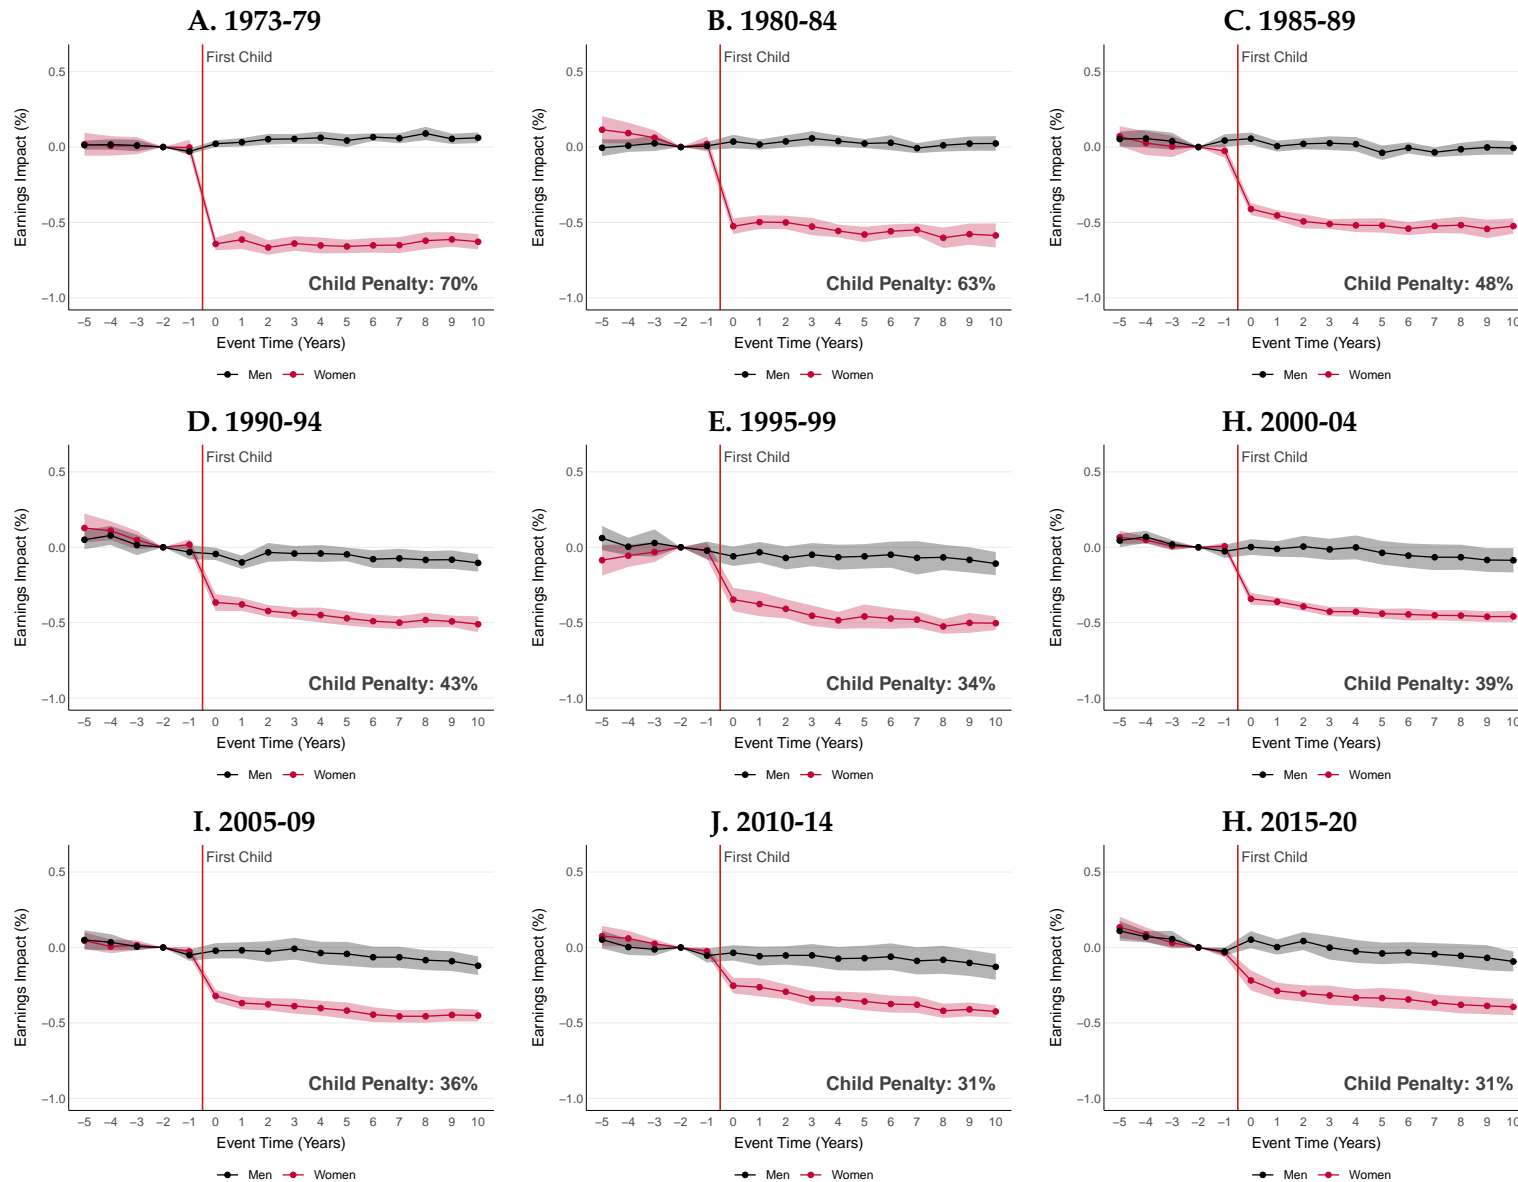 A. 1973-79
First Child
0.5
0.0
−0.5
−1.0
Earnings Impact (%)
Child Penalty: 70%
−5 −4 −3 −2 −1 0 1 2 3 4 5 6 7 8 9 10
Event Time (Years)
Men Women
B. 1980-84
First Child
0.5
0.0
−0.5
−1.0
Earnings Impact (%)
Child Penalty: 63%
−5 −4 −3 −2 −1 0 1 2 3 4 5 6 7 8 9 10
Event Time (Years)
Men Women
C. 1985-89
First Child
0.5
0.0
−0.5
−1.0
Earnings Impact (%)
Child Penalty: 48%
−5 −4 −3 −2 −1 0 1 2 3 4 5 6 7 8 9 10
Event Time (Years)
Men Women
D. 1990-94
First Child
0.5
0.0
−0.5
−1.0
Earnings Impact (%)
Child Penalty: 43%
−5 −4 −3 −2 −1 0 1 2 3 4 5 6 7 8 9 10
Event Time (Years)
Men Women
E. 1995-99
First Child
0.5
0.0
−0.5
−1.0
Earnings Impact (%)
Child Penalty: 34%
−5 −4 −3 −2 −1 0 1 2 3 4 5 6 7 8 9 10
Event Time (Years)
Men Women
H. 2000-04
First Child
0.5
0.0
−0.5
−1.0
Earnings Impact (%)
Child Penalty: 39%
−5 −4 −3 −2 −1 0 1 2 3 4 5 6 7 8 9 10
Event Time (Years)
Men Women
I. 2005-09
First Child
0.5
0.0
−0.5
−1.0
Earnings Impact (%)
Child Penalty: 36%
−5 −4 −3 −2 −1 0 1 2 3 4 5 6 7 8 9 10
Event Time (Years)
Men Women
J. 2010-14
First Child
0.5
0.0
−0.5
−1.0
Earnings Impact (%)
Child Penalty: 31%
−5 −4 −3 −2 −1 0 1 2 3 4 5 6 7 8 9 10
Event Time (Years)
Men Women
H. 2015-20
First Child
0.5
0.0
−0.5
−1.0
Earnings Impact (%)
Child Penalty: 31%
−5 −4 −3 −2 −1 0 1 2 3 4 5 6 7 8 9 10
Event Time (Years)
Men Women